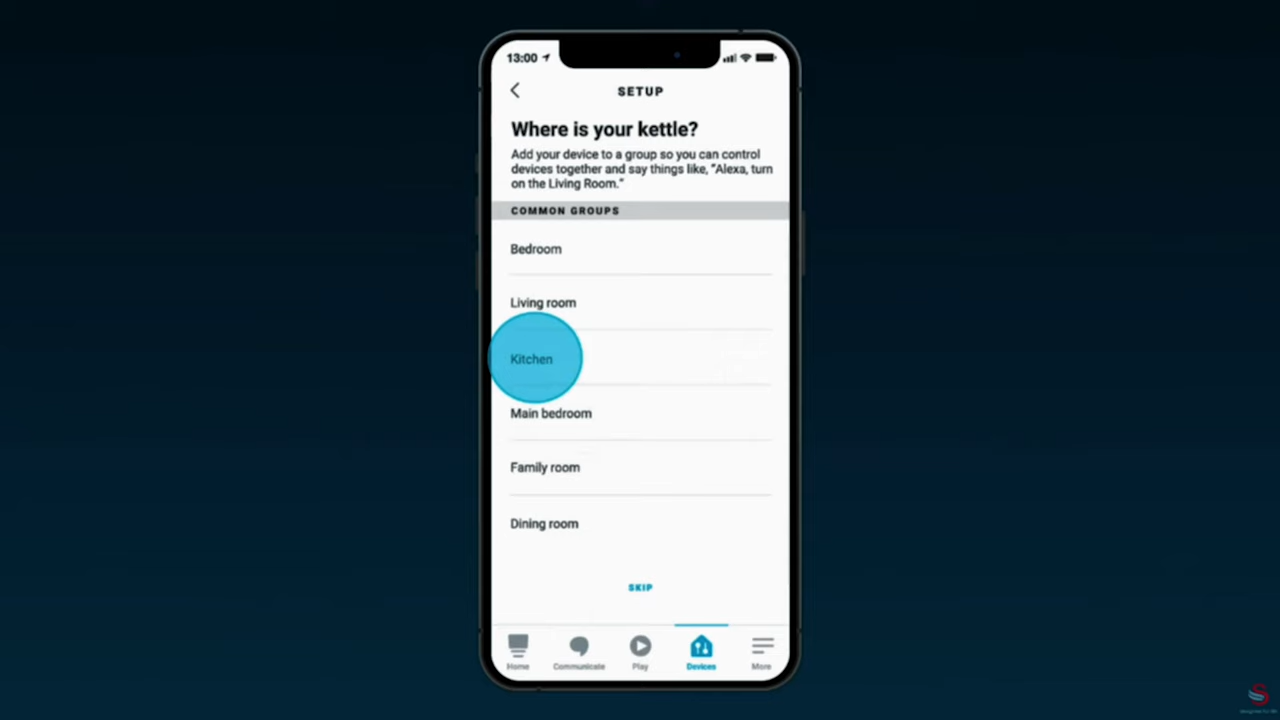 13:00
SETUP
Where is your kettle?
Add your device to a group so you can control
devices together and say things like, “Alexa, turn
on the Living Room.”
COMMON GROUPS
Bedroom
Living room
Kitchen
Main bedroom
Family room
Dining room
SKIP
Home Communicate Play Devices More